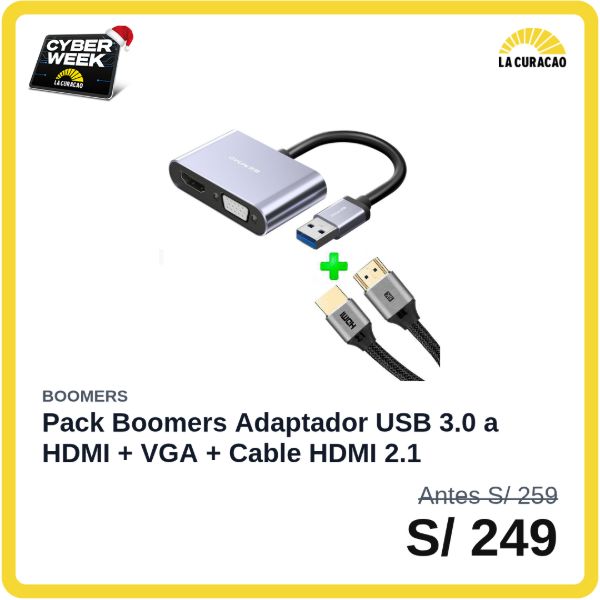 CYBER
WEEK
LA CURACAO
LA CURACAO
HDMI
BOOMERS
Pack Boomers Adaptador USB 3.0 a
HDMI + VGA + Cable HDMI 2.1
Antes S/ 259
S/ 249